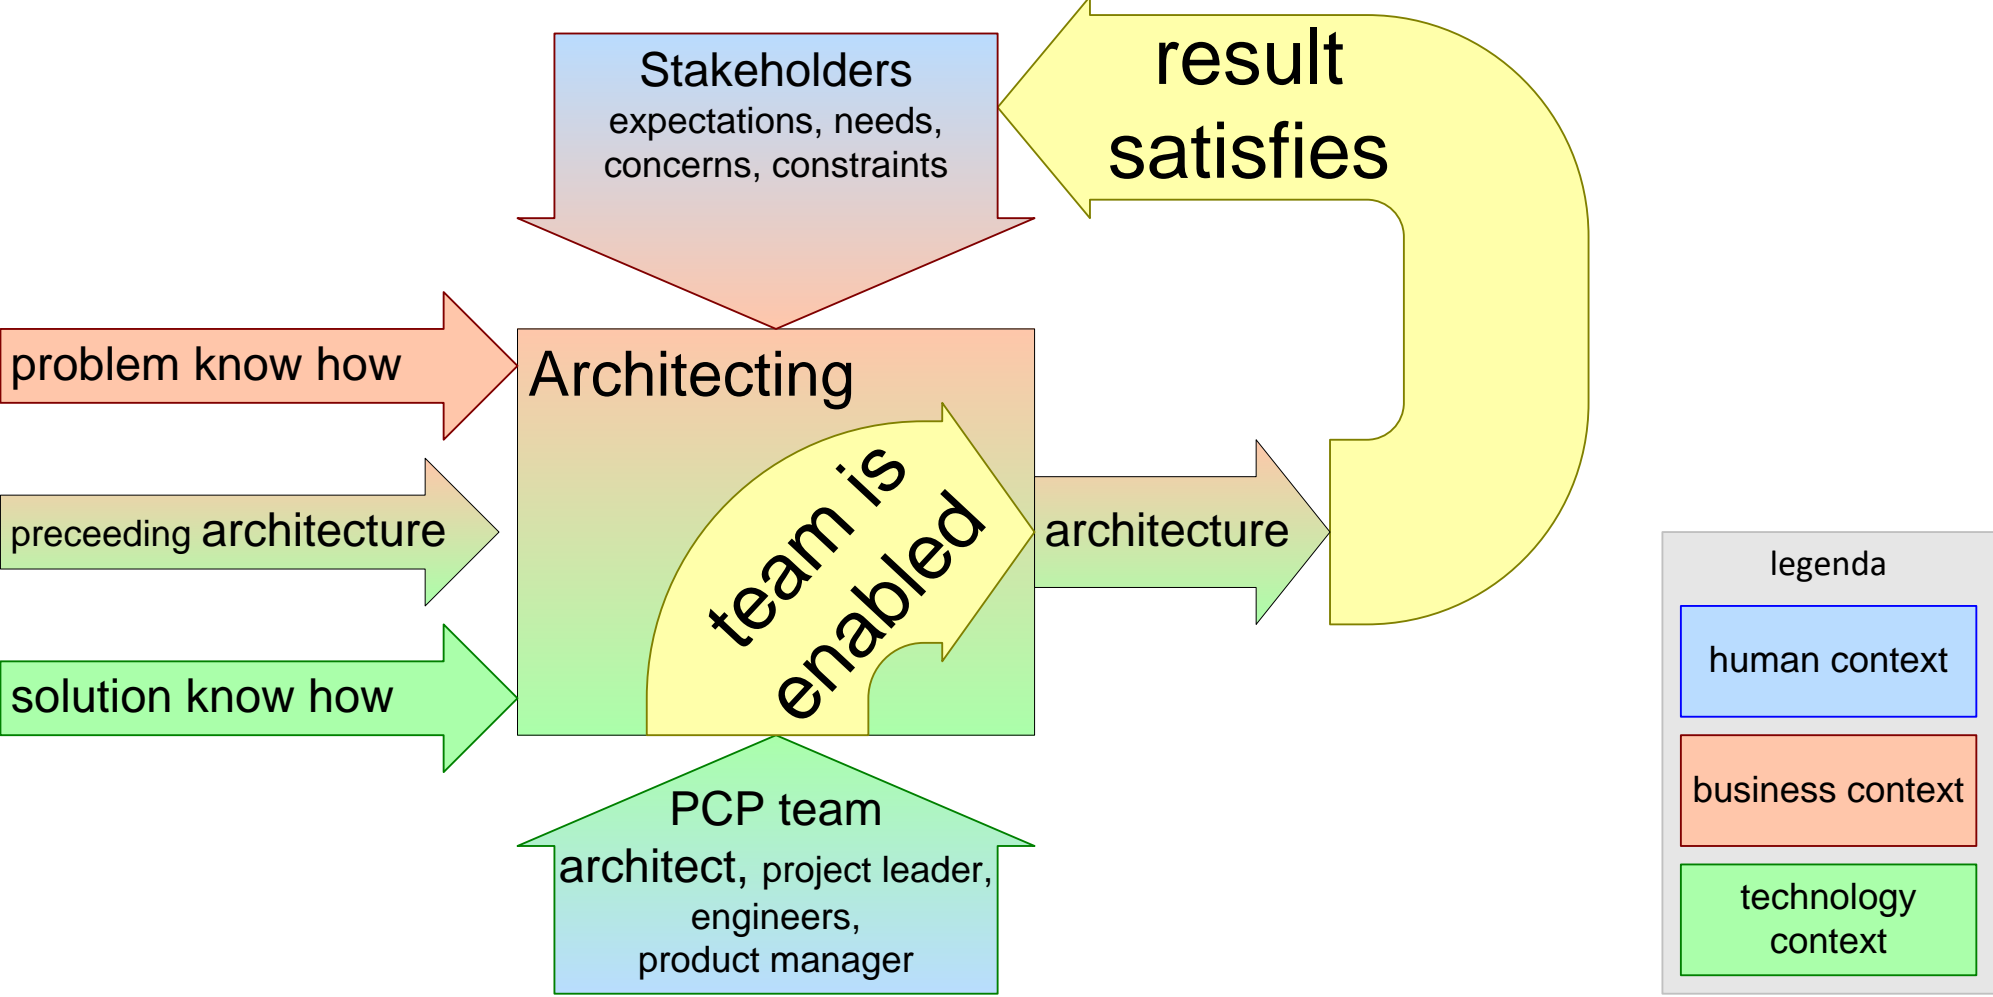 Stakeholders
expectations, needs,
concerns, constraints
result
satisfies
problem know how
Architecting
preceeding architecture
team is
enabled
architecture
solution know how
PCP team
architect, project leader,
engineers,
product manager
legenda
human context
business context
technology
context